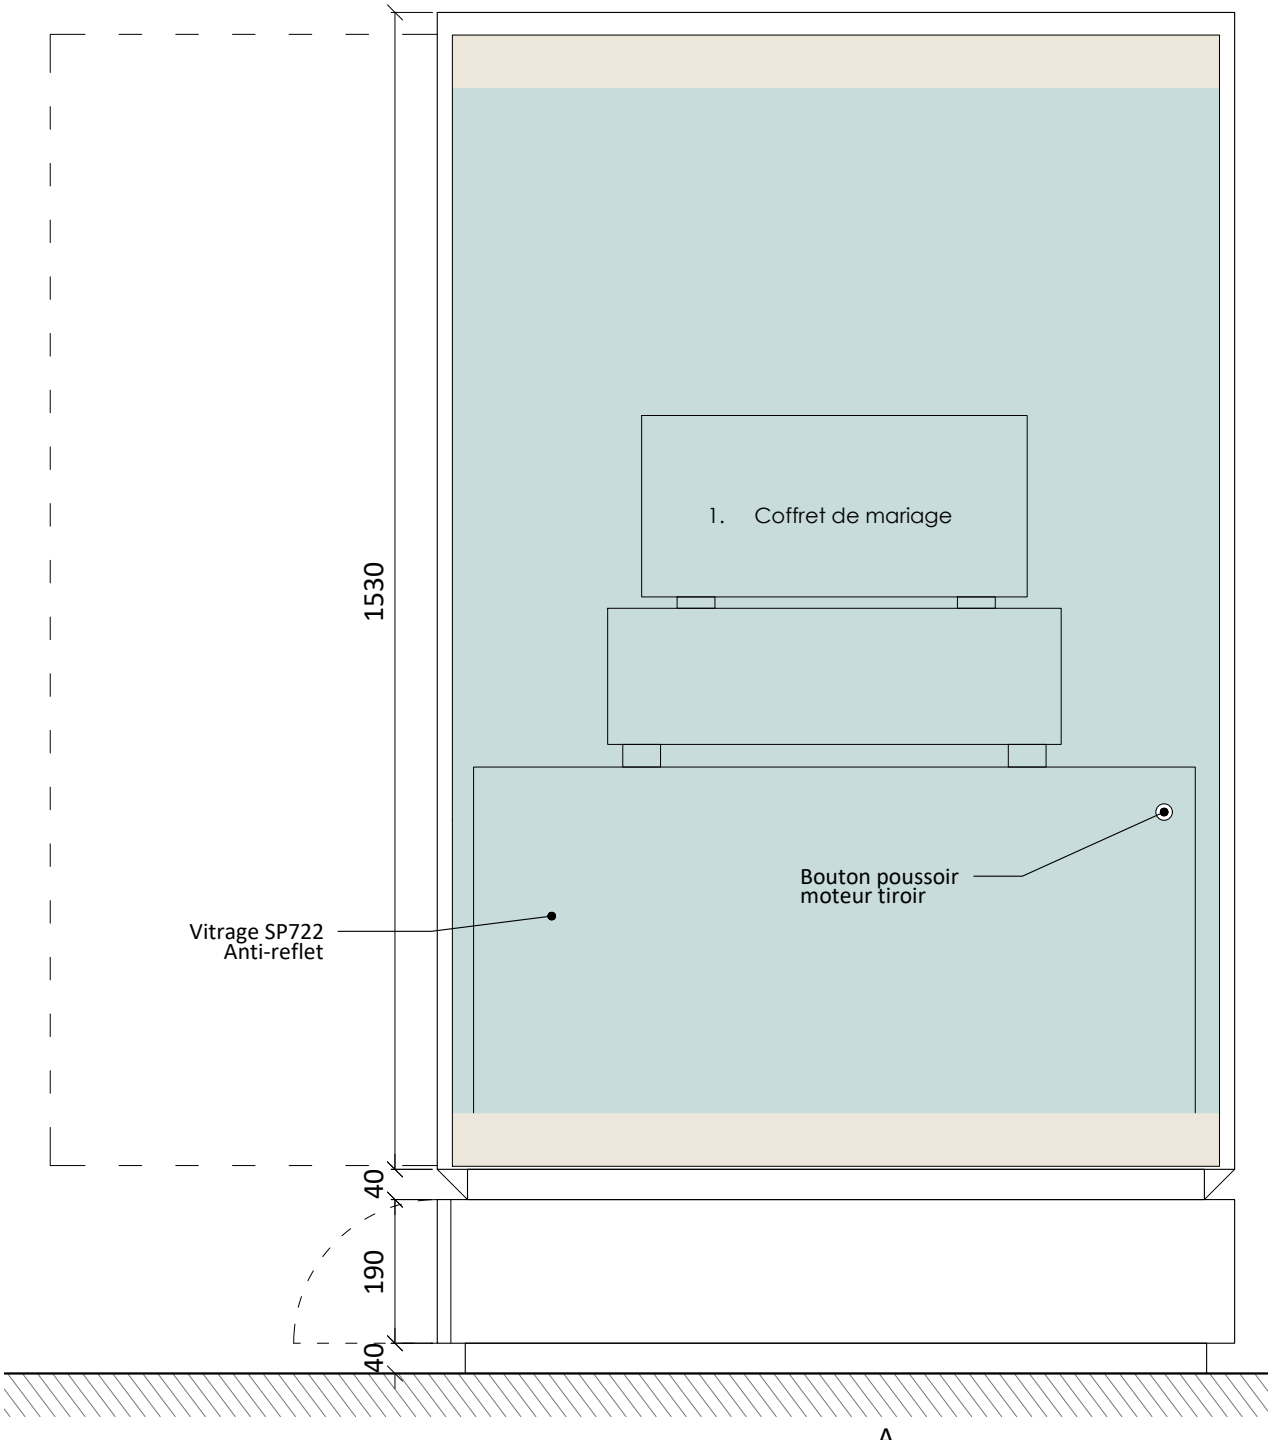 1. Coffret de mariage
1530
Bouton poussoir
moteur tiroir
Vitrage SP722
Anti-reflet
40
190
40